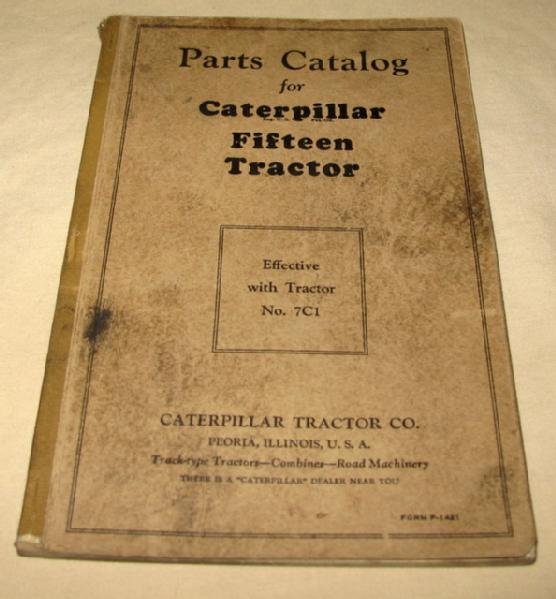 Parts Catalog
for
Caterpillar
Fifteen
Tractor
Effective
with Tractor
No. 7C1
CATERPILLAR TRACTOR CO.
PEORIA, ILLINOIS, U. S. A.
Track-type Tractors—Combines—Road Machinery
THERE IS A "CATERPILLAR" DEALER NEAR YOU
FORM P-1421